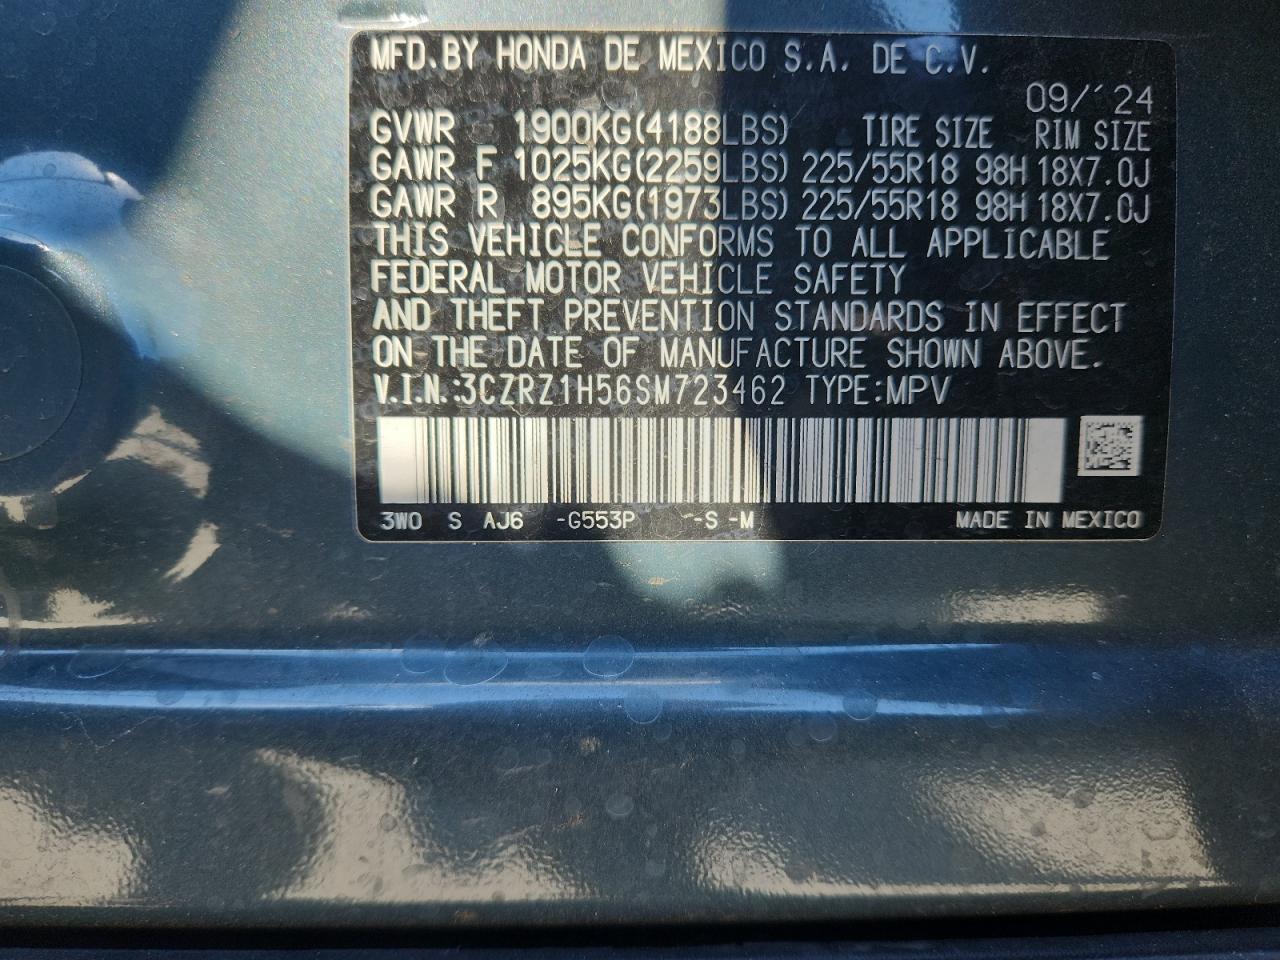 MFD.BY HONDA DE MEXICO S.A. DE C.V.
09/´24
GVWR 1900KG(4188LBS) TIRE SIZE RIM SIZE
GAWR F 1025KG(2259LBS) 225/55R18 98H 18X7.0J
GAWR R 895KG(1973LBS) 225/55R18 98H 18X7.0J
THIS VEHICLE CONFORMS TO ALL APPLICABLE
FEDERAL MOTOR VEHICLE SAFETY
AND THEFT PREVENTION STANDARDS IN EFFECT
ON THE DATE OF MANUFACTURE SHOWN ABOVE.
V.I.N.:3CZRZ1H56SM723462 TYPE:MPV
3W0 S AJ6 -G553P -S -M MADE IN MEXICO